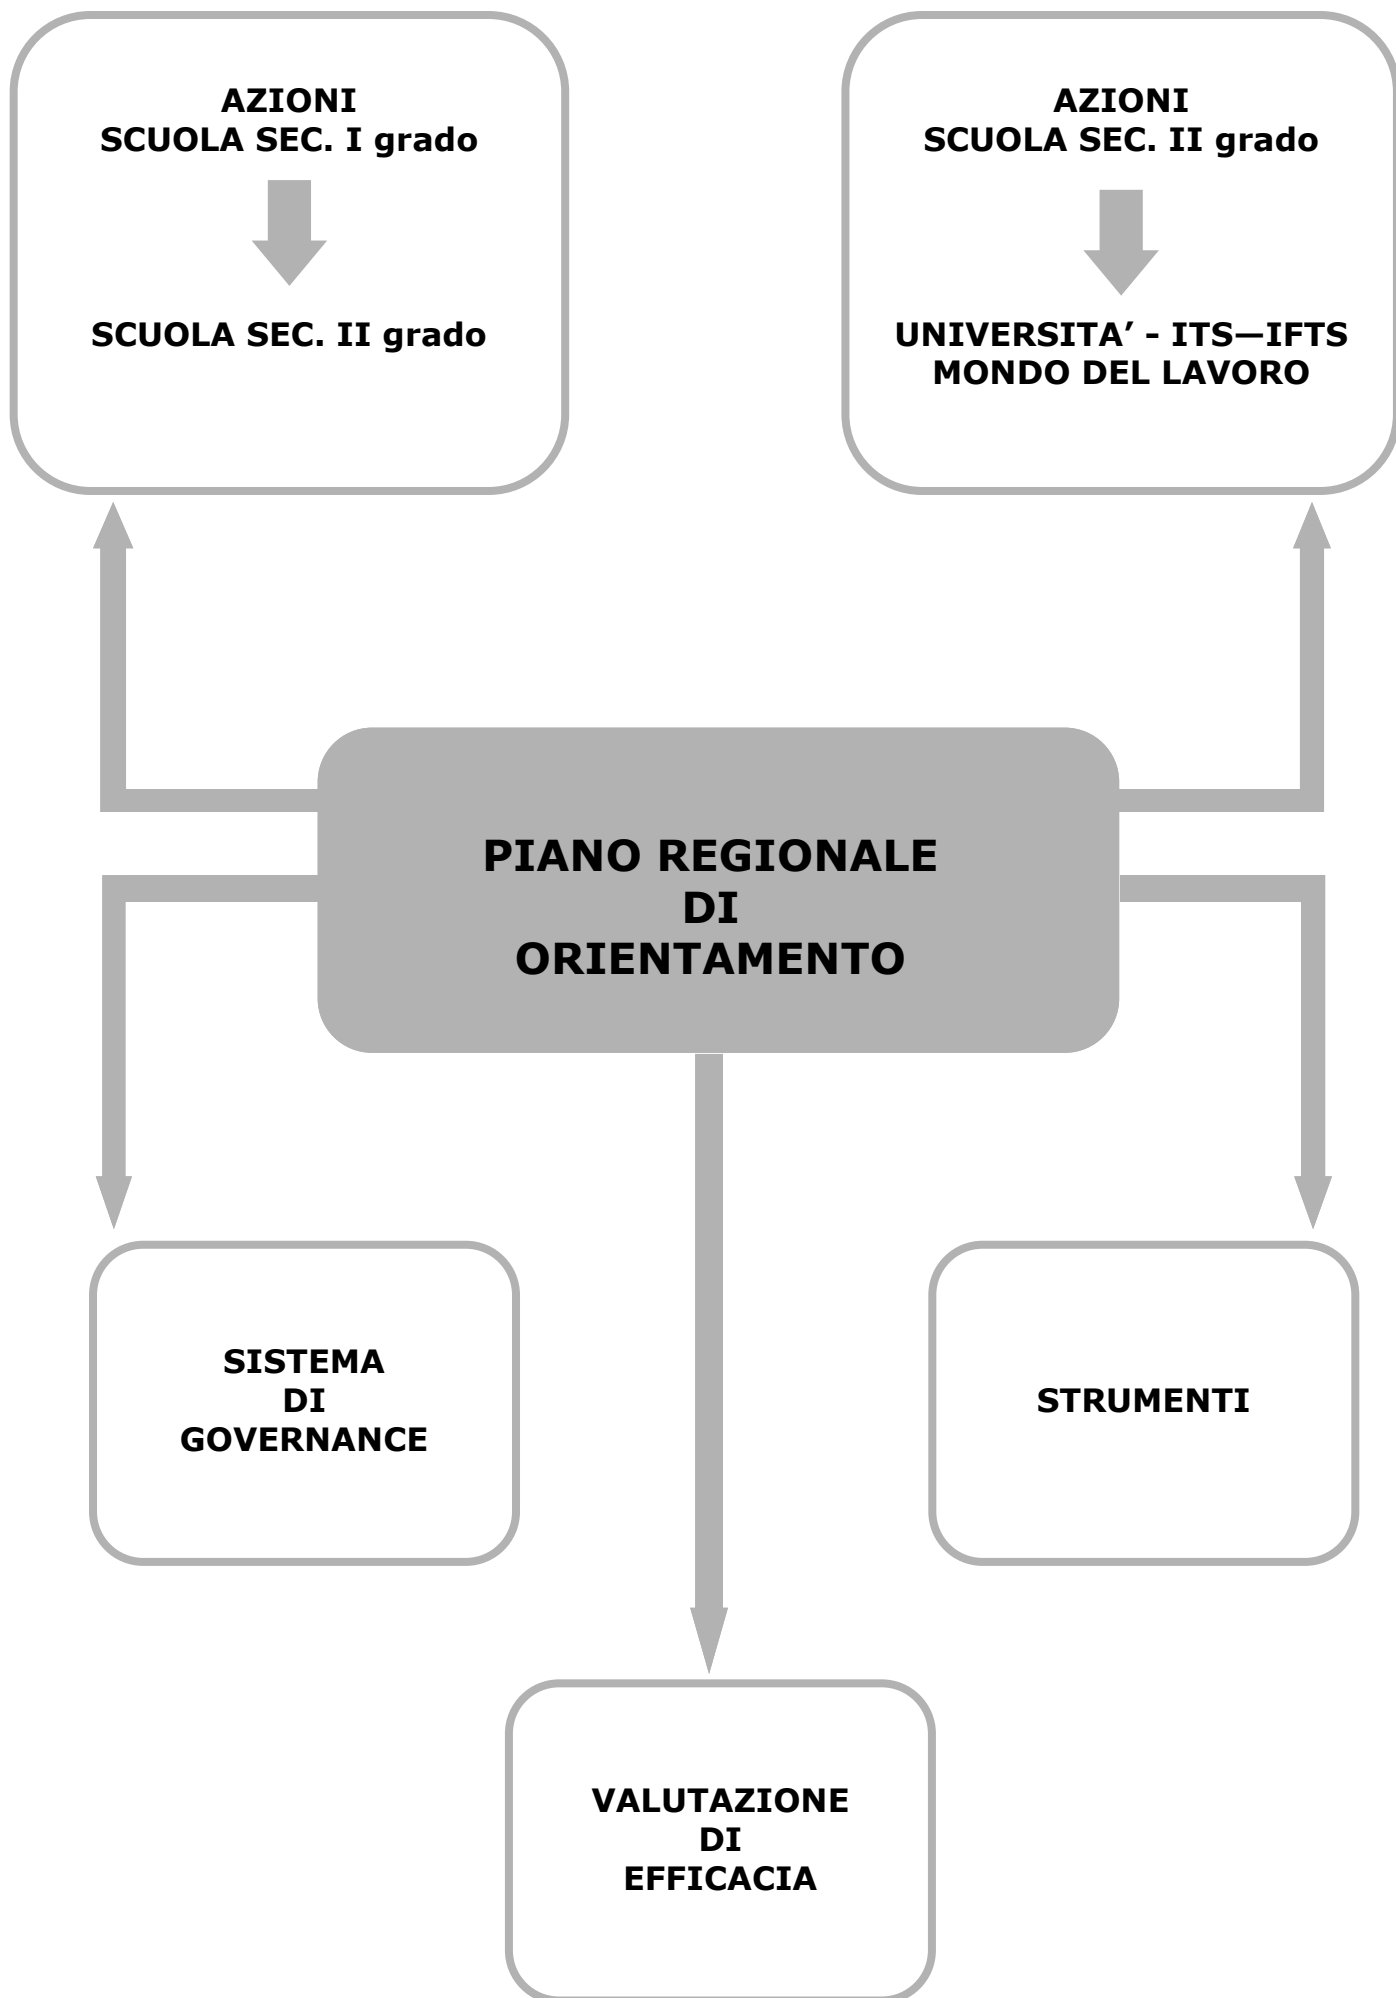 AZIONI
SCUOLA SEC. I grado
SCUOLA SEC. II grado
AZIONI
SCUOLA SEC. II grado
UNIVERSITA’ – ITS—IFTS
MONDO DEL LAVORO
PIANO REGIONALE
DI
ORIENTAMENTO
SISTEMA
DI
GOVERNANCE
STRUMENTI
VALUTAZIONE
DI
EFFICACIA